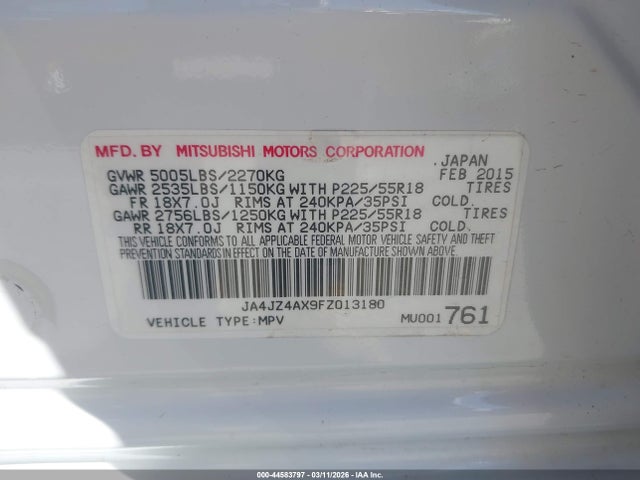 MFD. BY MITSUBISHI MOTORS CORPORATION
, JAPAN
GVWR 5005LBS/2270KG FEB 2015
GAWR 2535LBS/1150KG WITH P225/55R18 TIRES
FR 18X7.0J RIMS AT 240KPA/35PSI COLD.
GAWR 2756LBS/1250KG WITH P225/55R18 TIRES
RR 18X7.0J RIMS AT 240KPA/35PSI COLD.
THIS VEHICLE CONFORMS TO ALL APPLICABLE FEDERAL MOTOR VEHICLE SAFETY AND THEFT
PREVENTION STANDARDS IN EFFECT ON THE DATE OF MANUFACTURE SHOWN ABOVE.
JA4JZ4AX9FZ013180
VEHICLE TYPE:MPV MU001 761
000-44583797 - 03/11/2026 - IAAI.COM